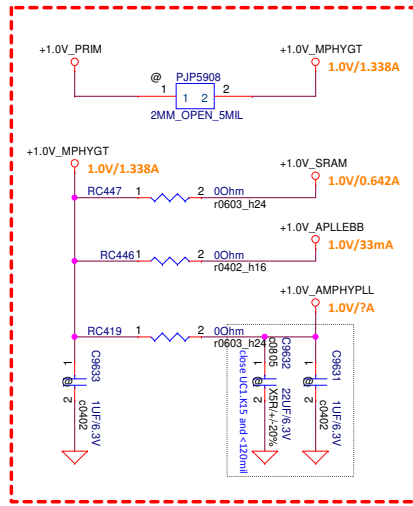 +1.0V_PRIM
+1.0V_MPHYGT
@
PJP5908
1.0V/1.338A
1
1 2
2
2MM_OPEN_5MIL
+1.0V_MPHYGT
1.0V/1.338A
+1.0V_SRAM
1.0V/0.642A
RC447
1
2
0Ohm
r0603_h24
+1.0V_APLLEBB
1.0V/33mA
RC446
1
2
0Ohm
r0402_h16
+1.0V_AMPHYPLL
1.0V/?A
RC419
1
2
0Ohm
r0603_h24
C9633
1
@
2
1UF/6.3V
c0402
close UC1.K15 and <120mil
C9632
c0805
1
@
2
22UF/6.3V
X5R/+/-20%
C9631
1
@
2
1UF/6.3V
c0402